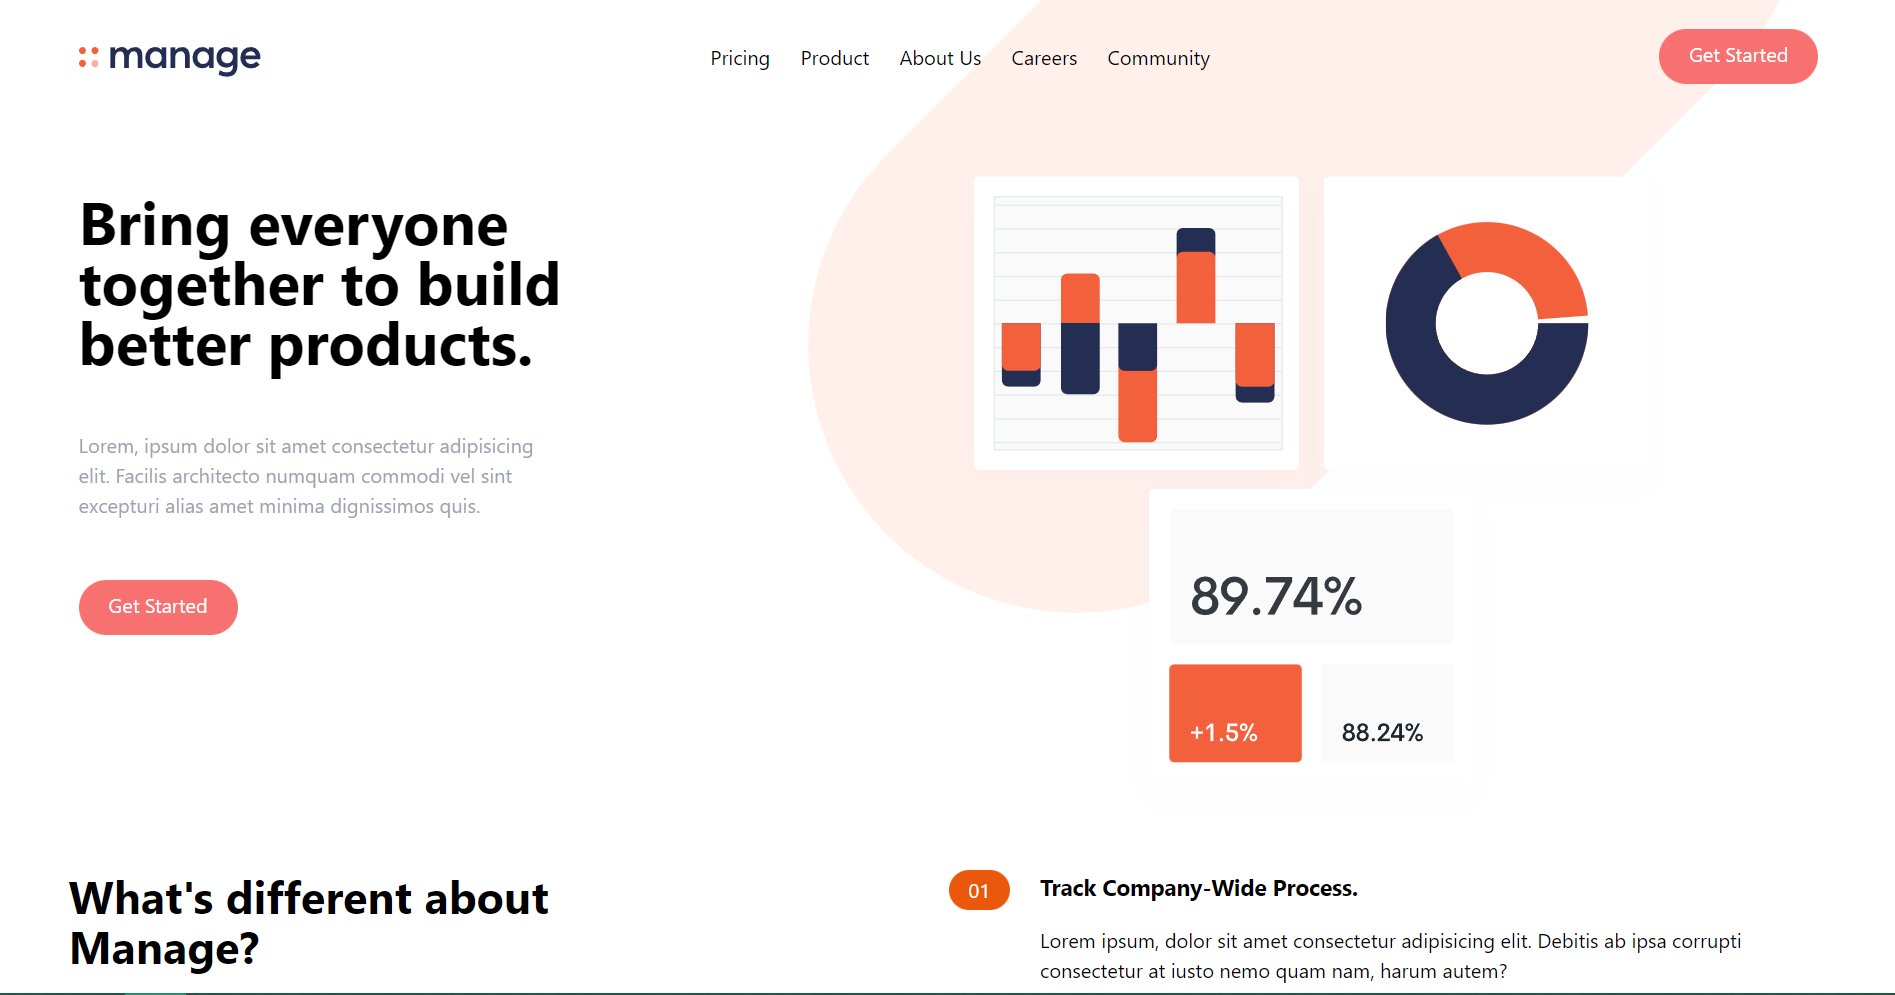 manage
Pricing Product About Us Careers Community
Get Started
Bring everyone
together to build
better products.
Lorem, ipsum dolor sit amet consectetur adipisicing
elit. Facilis architecto numquam commodi vel sint
excepturi alias amet minima dignissimos quis.
Get Started
89.74%
+1.5%
88.24%
What's different about
Manage?
01
Track Company-Wide Process.
Lorem ipsum, dolor sit amet consectetur adipisicing elit. Debitis ab ipsa corrupti
consectetur at iusto nemo quam nam, harum autem?